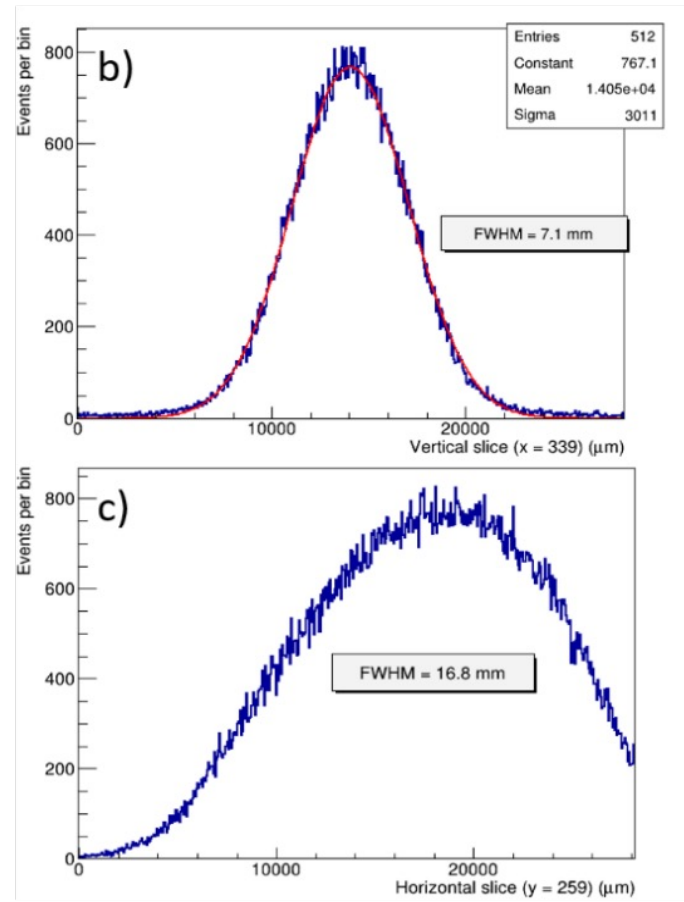 Events per bin
b)
800
600
400
200
0
Entries 512
Constant 767.1
Mean 1.405e+04
Sigma 3011
FWHM = 7.1 mm
0 10000 20000
Vertical slice (x = 339) (μm)
Events per bin
c)
800
600
400
200
0
FWHM = 16.8 mm
0 10000 20000
Horizontal slice (y = 259) (μm)